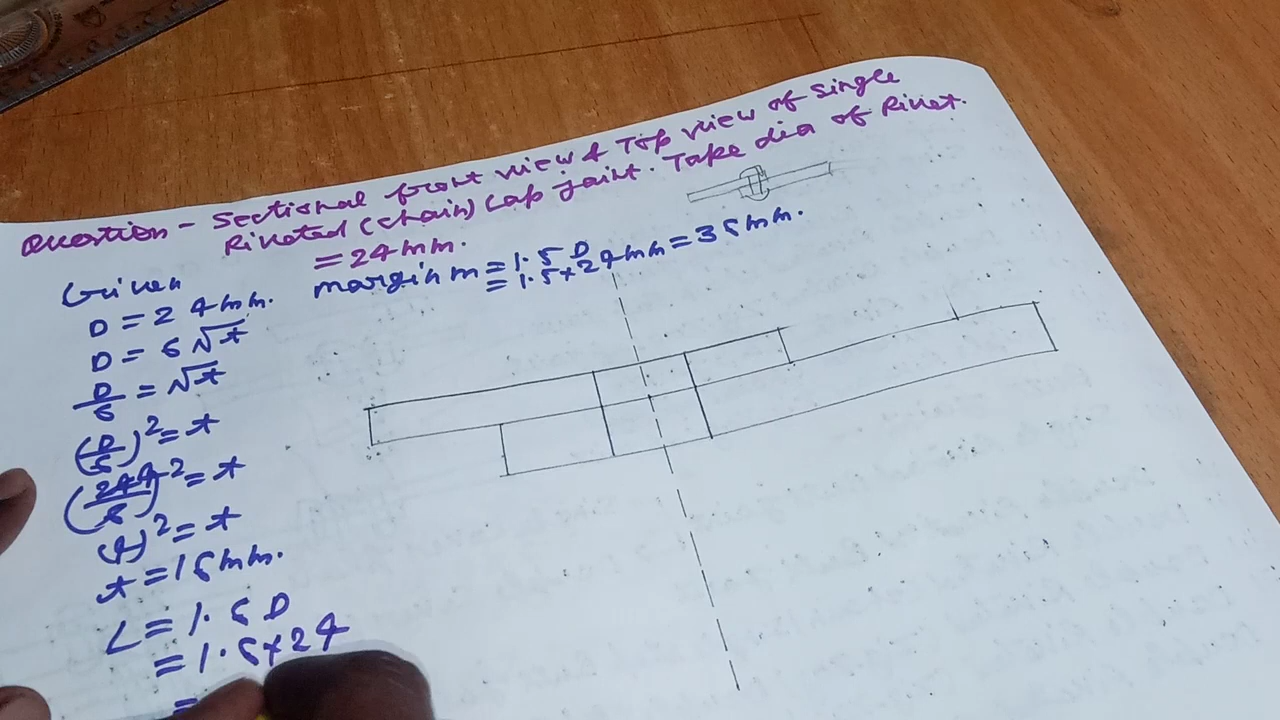 Question - Sectional front view & Top view of Single
Riveted (chain) Lap joint. Take dia of Rivet.
= 24mm.
Given
D = 24mm.
D = 6√t
D/6 = √t
(D/6)² = t
(24/6)² = t
(4)² = t
t = 16mm.
L = 1.6D
= 1.6×24
=
margin m = 1.5 D
= 1.5×24mm = 36mm.